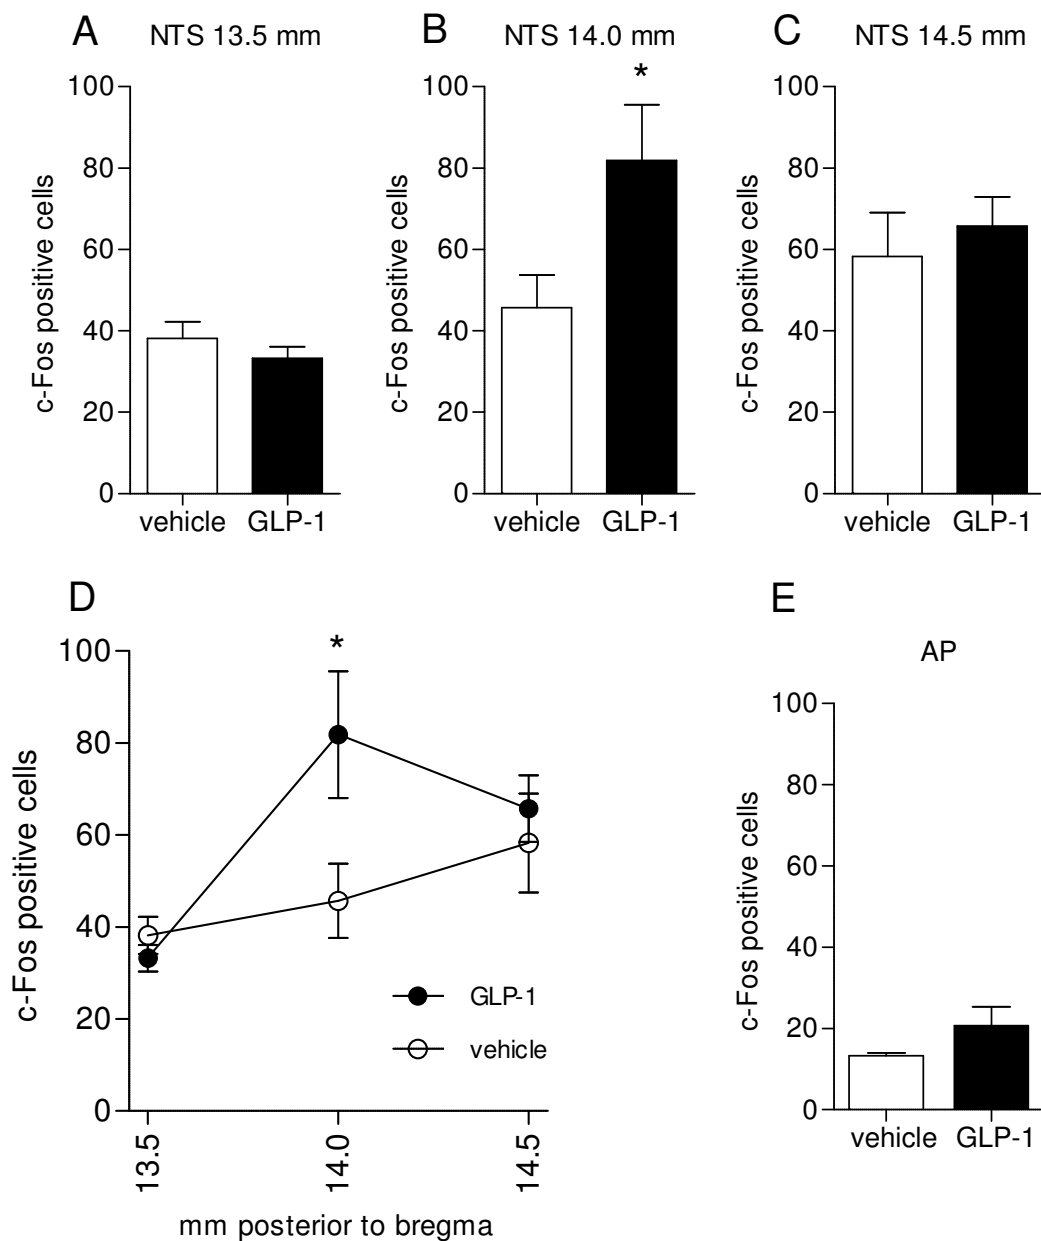 A NTS 13.5 mm
100
80
60
40
20
0
c-Fos positive cells
vehicle GLP-1
B NTS 14.0 mm
*
100
80
60
40
20
0
c-Fos positive cells
vehicle GLP-1
C NTS 14.5 mm
100
80
60
40
20
0
c-Fos positive cells
vehicle GLP-1
D
*
100
80
60
40
20
0
c-Fos positive cells
GLP-1
vehicle
13.5 14.0 14.5
mm posterior to bregma
E
AP
100
80
60
40
20
0
c-Fos positive cells
vehicle GLP-1